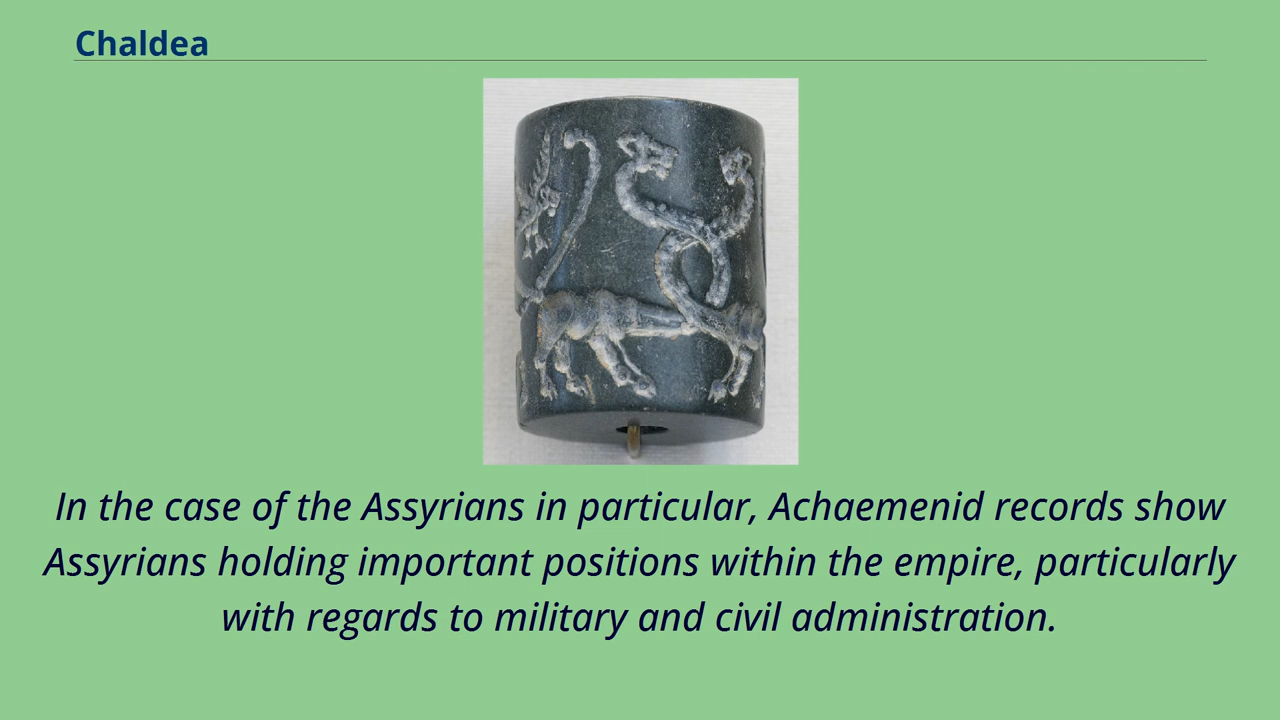 Chaldea
In the case of the Assyrians in particular, Achaemenid records show
Assyrians holding important positions within the empire, particularly
with regards to military and civil administration.